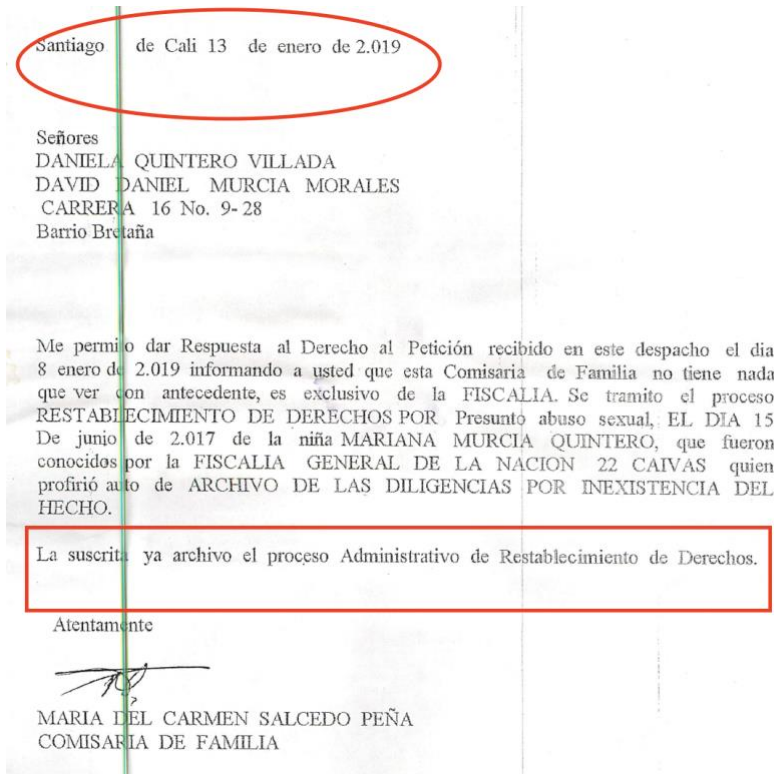 Santiago de Cali 13 de enero de 2.019
Señores
DANIELA QUINTERO VILLADA
DAVID DANIEL MURCIA MORALES
CARRERA 16 No. 9-28
Barrio Bretaña
Me permito dar Respuesta al Derecho al Petición recibido en este despacho el dia
8 enero de 2.019 informando a usted que esta Comisaria de Familia no tiene nada
que ver con antecedente, es exclusivo de la FISCALIA. Se tramito el proceso
RESTABLECIMIENTO DE DERECHOS POR Presunto abuso sexual, EL DIA 15
De junio de 2.017 de la niña MARIANA MURCIA QUINTERO, que fueron
conocidos por la FISCALIA GENERAL DE LA NACION 22 CAIVAS quien
profirió auto de ARCHIVO DE LAS DILIGENCIAS POR INEXISTENCIA DEL
HECHO.
La suscrita ya archivo el proceso Administrativo de Restablecimiento de Derechos.
Atentamente
MARIA DEL CARMEN SALCEDO PEÑA
COMISARIA DE FAMILIA